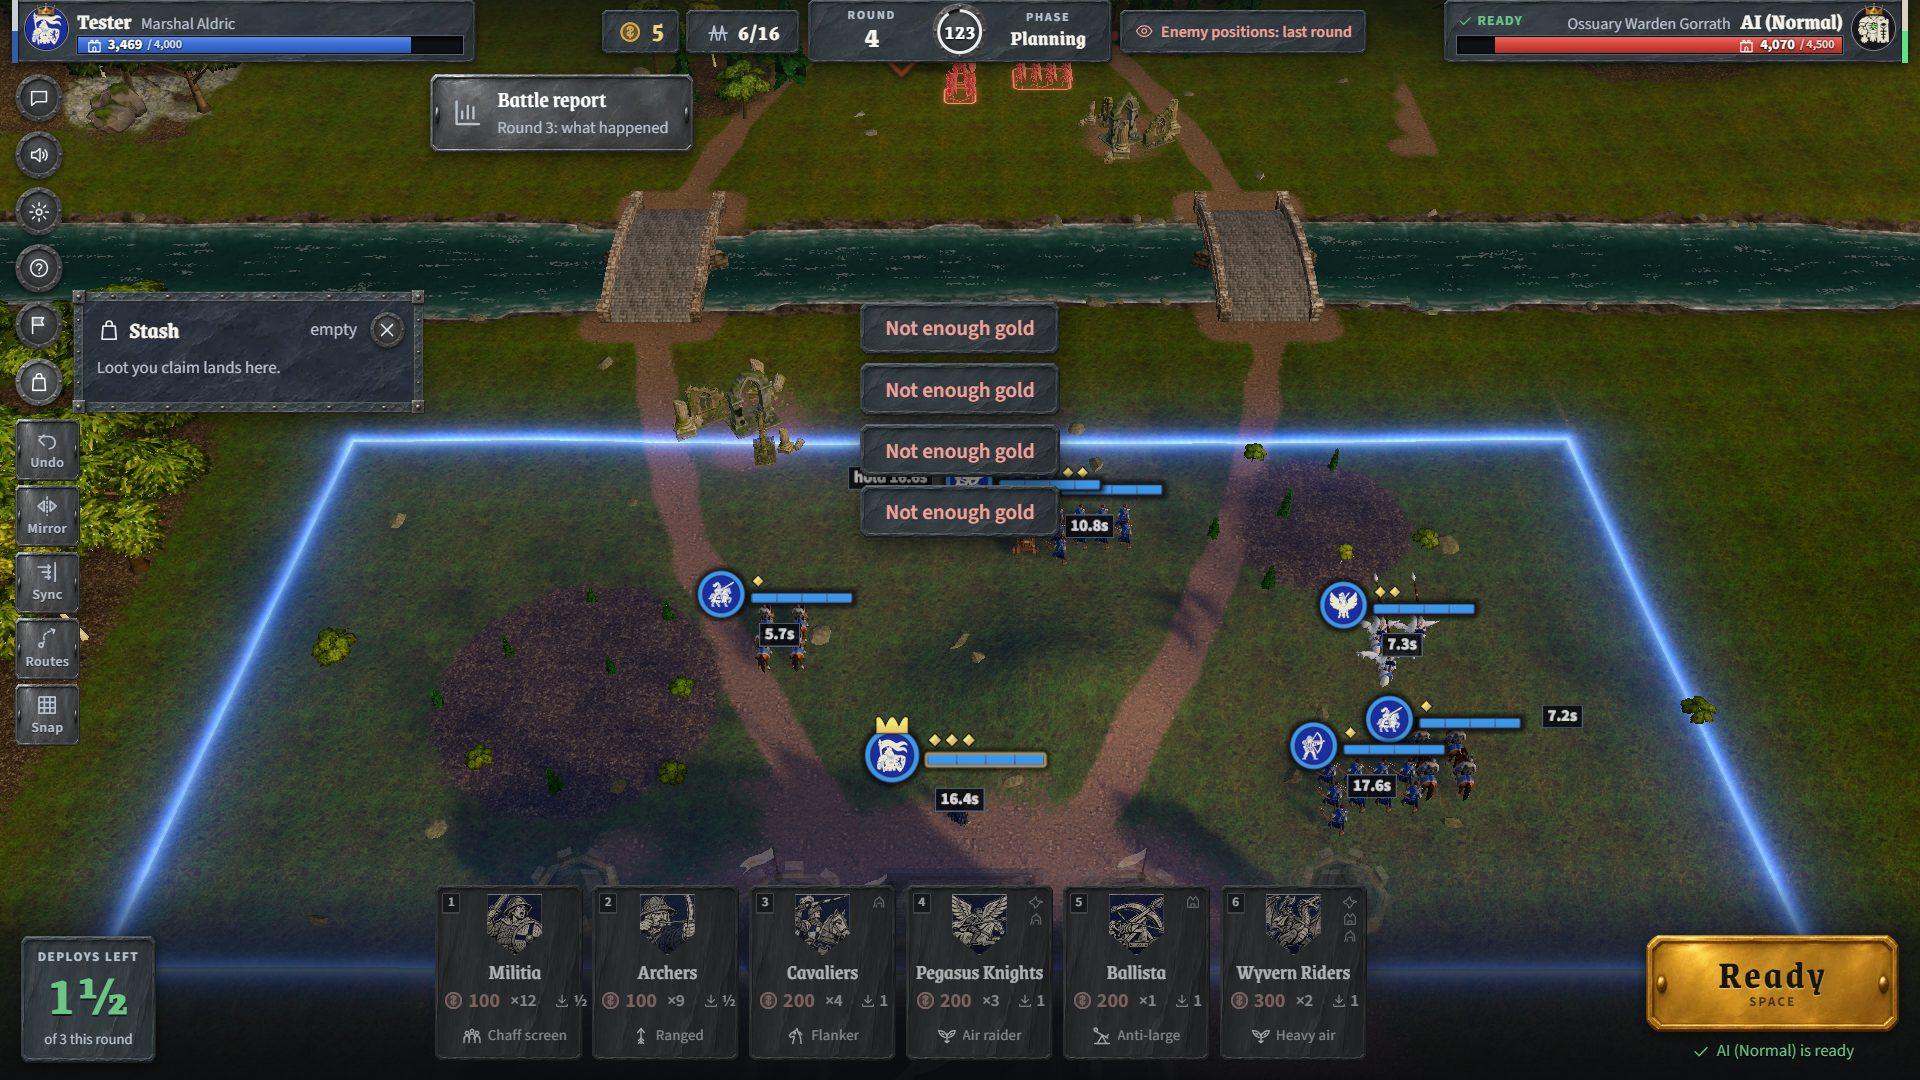 Tester Marshal Aldric
3,469 / 4,000
5
6/16
ROUND
4
123
PHASE
Planning
Enemy positions: last round
READY
Ossuary Warden Gorrath AI (Normal)
4,070 / 4,500
Battle report
Round 3: what happened
Stash empty
Loot you claim lands here.
Not enough gold
Not enough gold
Not enough gold
Not enough gold
hold 16.6s
10.8s
5.7s
7.3s
7.2s
17.6s
16.4s
Undo
Mirror
Sync
Routes
Snap
DEPLOYS LEFT
1½
of 3 this round
1
Militia
100 ×12 ½
Chaff screen
2
Archers
100 ×9 ½
Ranged
3
Cavaliers
200 ×4 1
Flanker
4
Pegasus Knights
200 ×3 1
Air raider
5
Ballista
200 ×1 1
Anti-large
6
Wyvern Riders
300 ×2 1
Heavy air
Ready
SPACE
AI (Normal) is ready